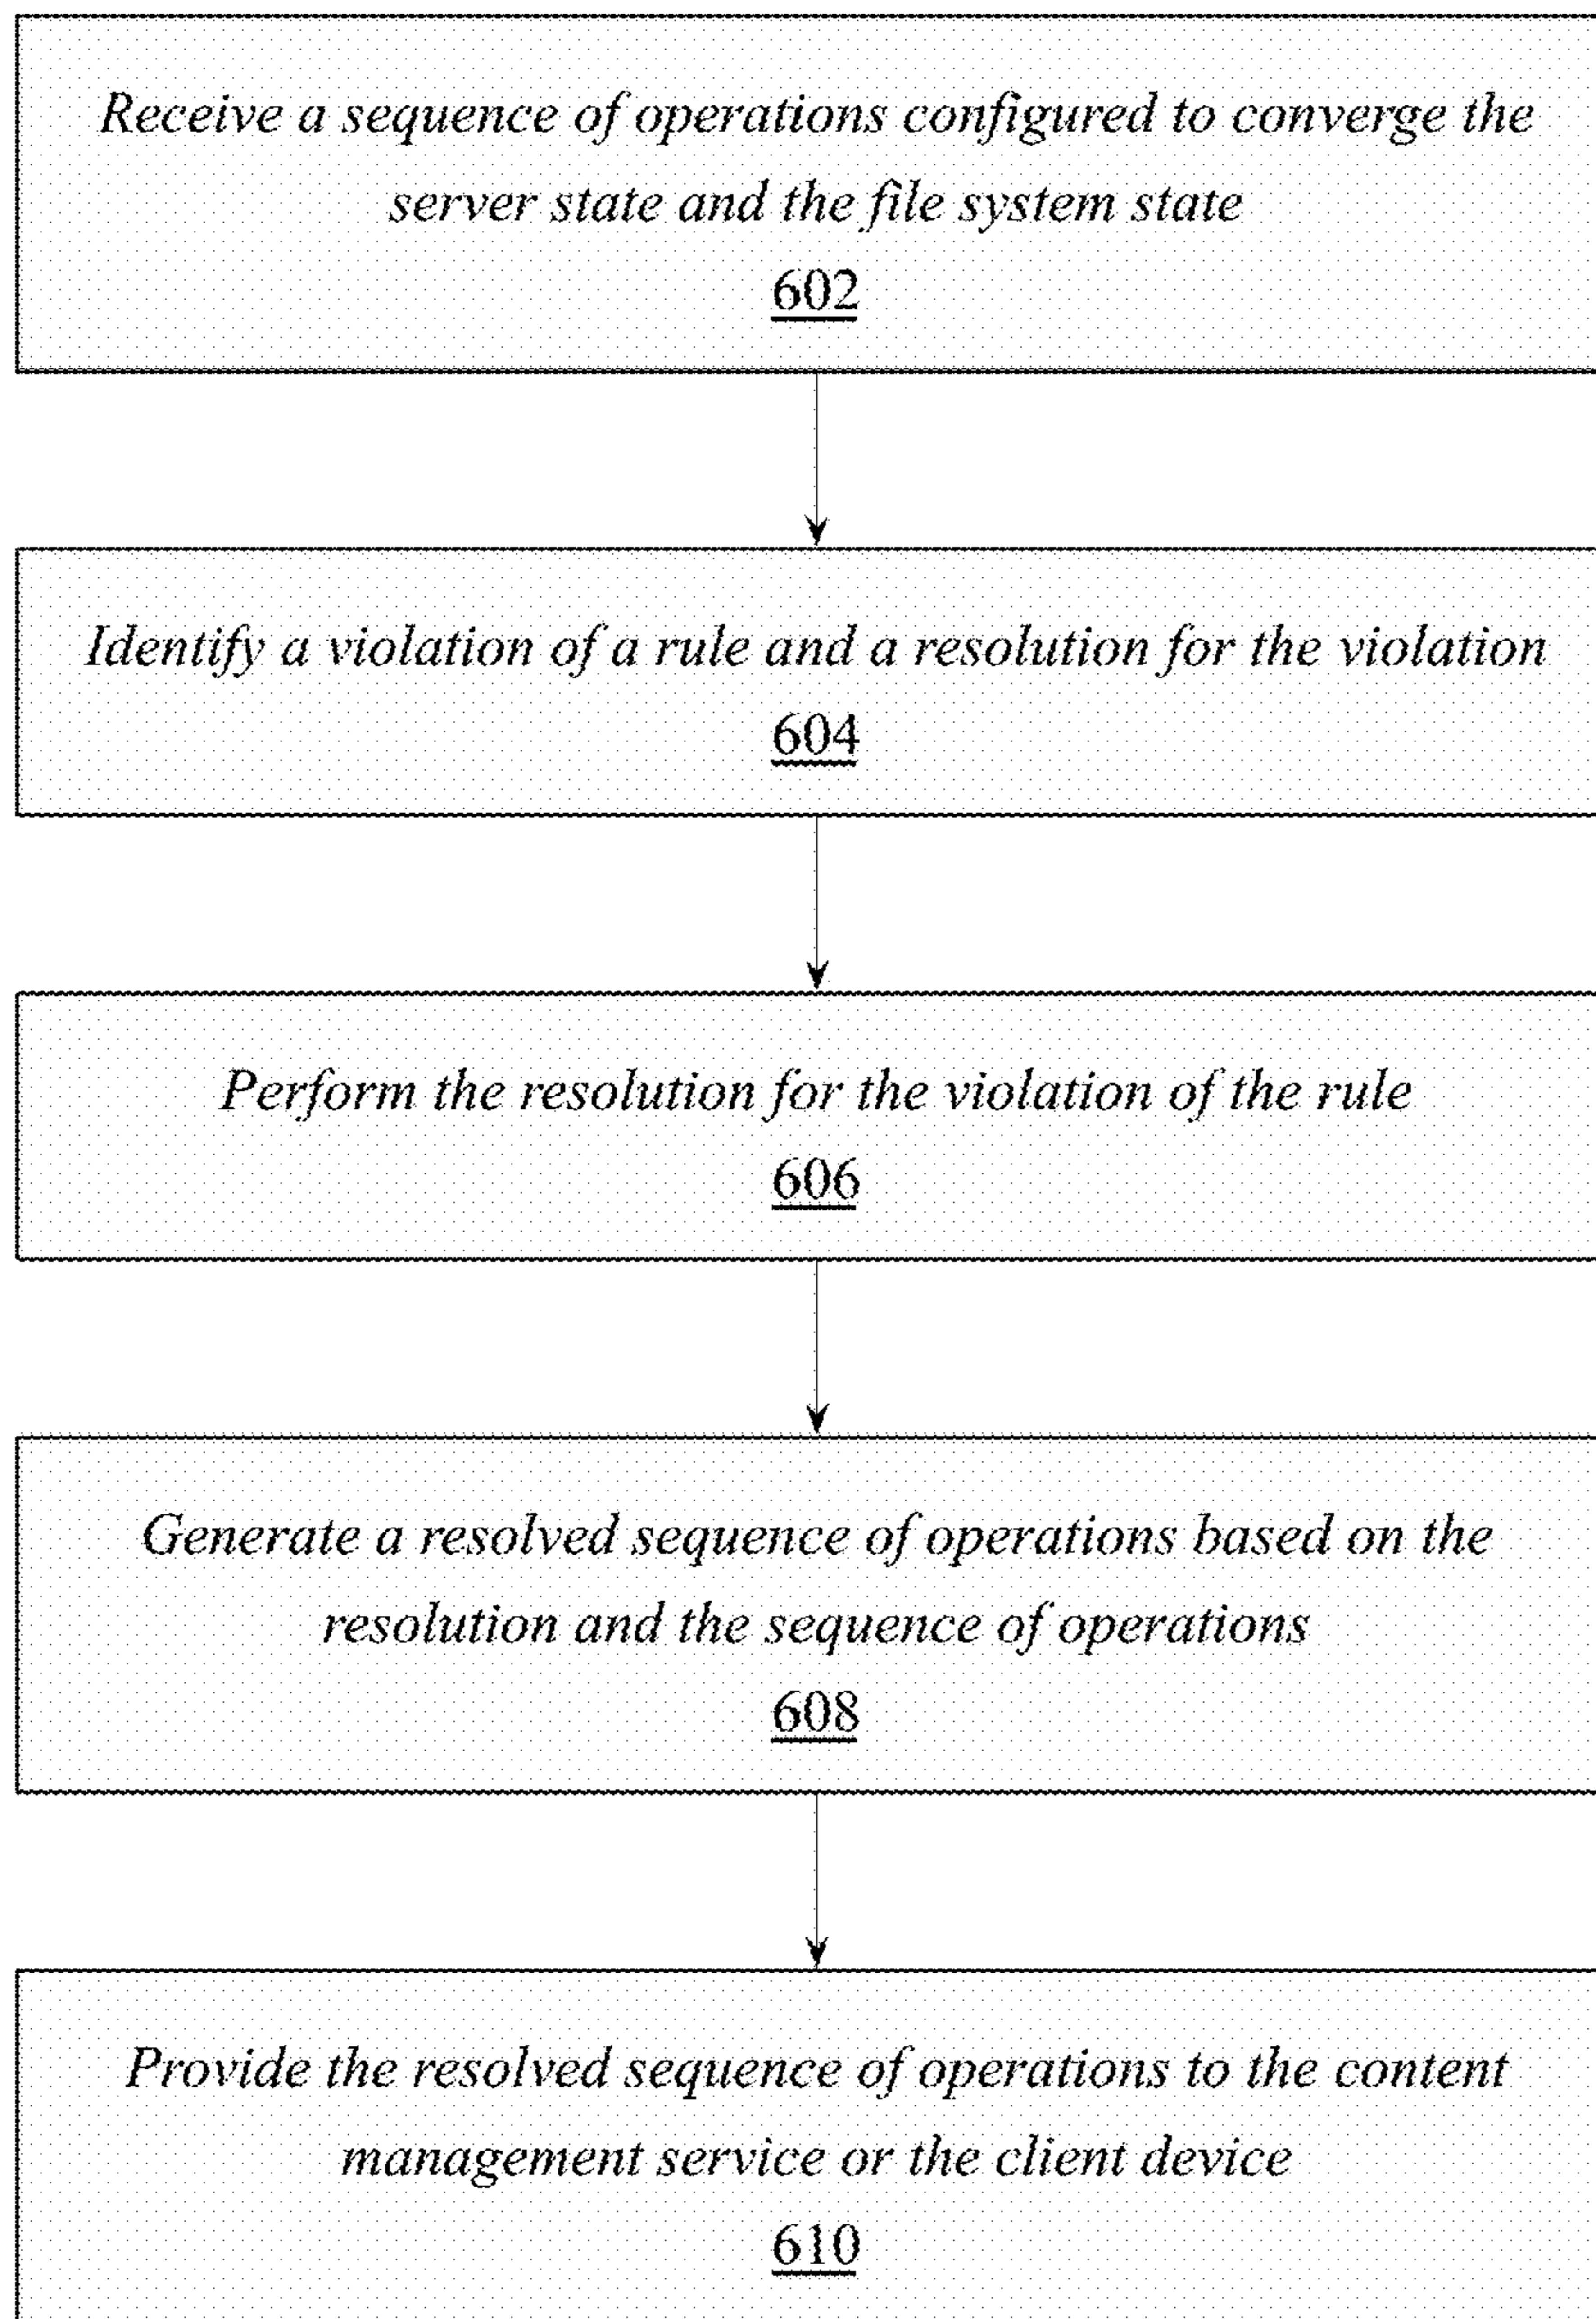 Receive a sequence of operations configured to converge the
server state and the file system state
602
Identify a violation of a rule and a resolution for the violation
604
Perform the resolution for the violation of the rule
606
Generate a resolved sequence of operations based on the
resolution and the sequence of operations
608
Provide the resolved sequence of operations to the content
management service or the client device
610